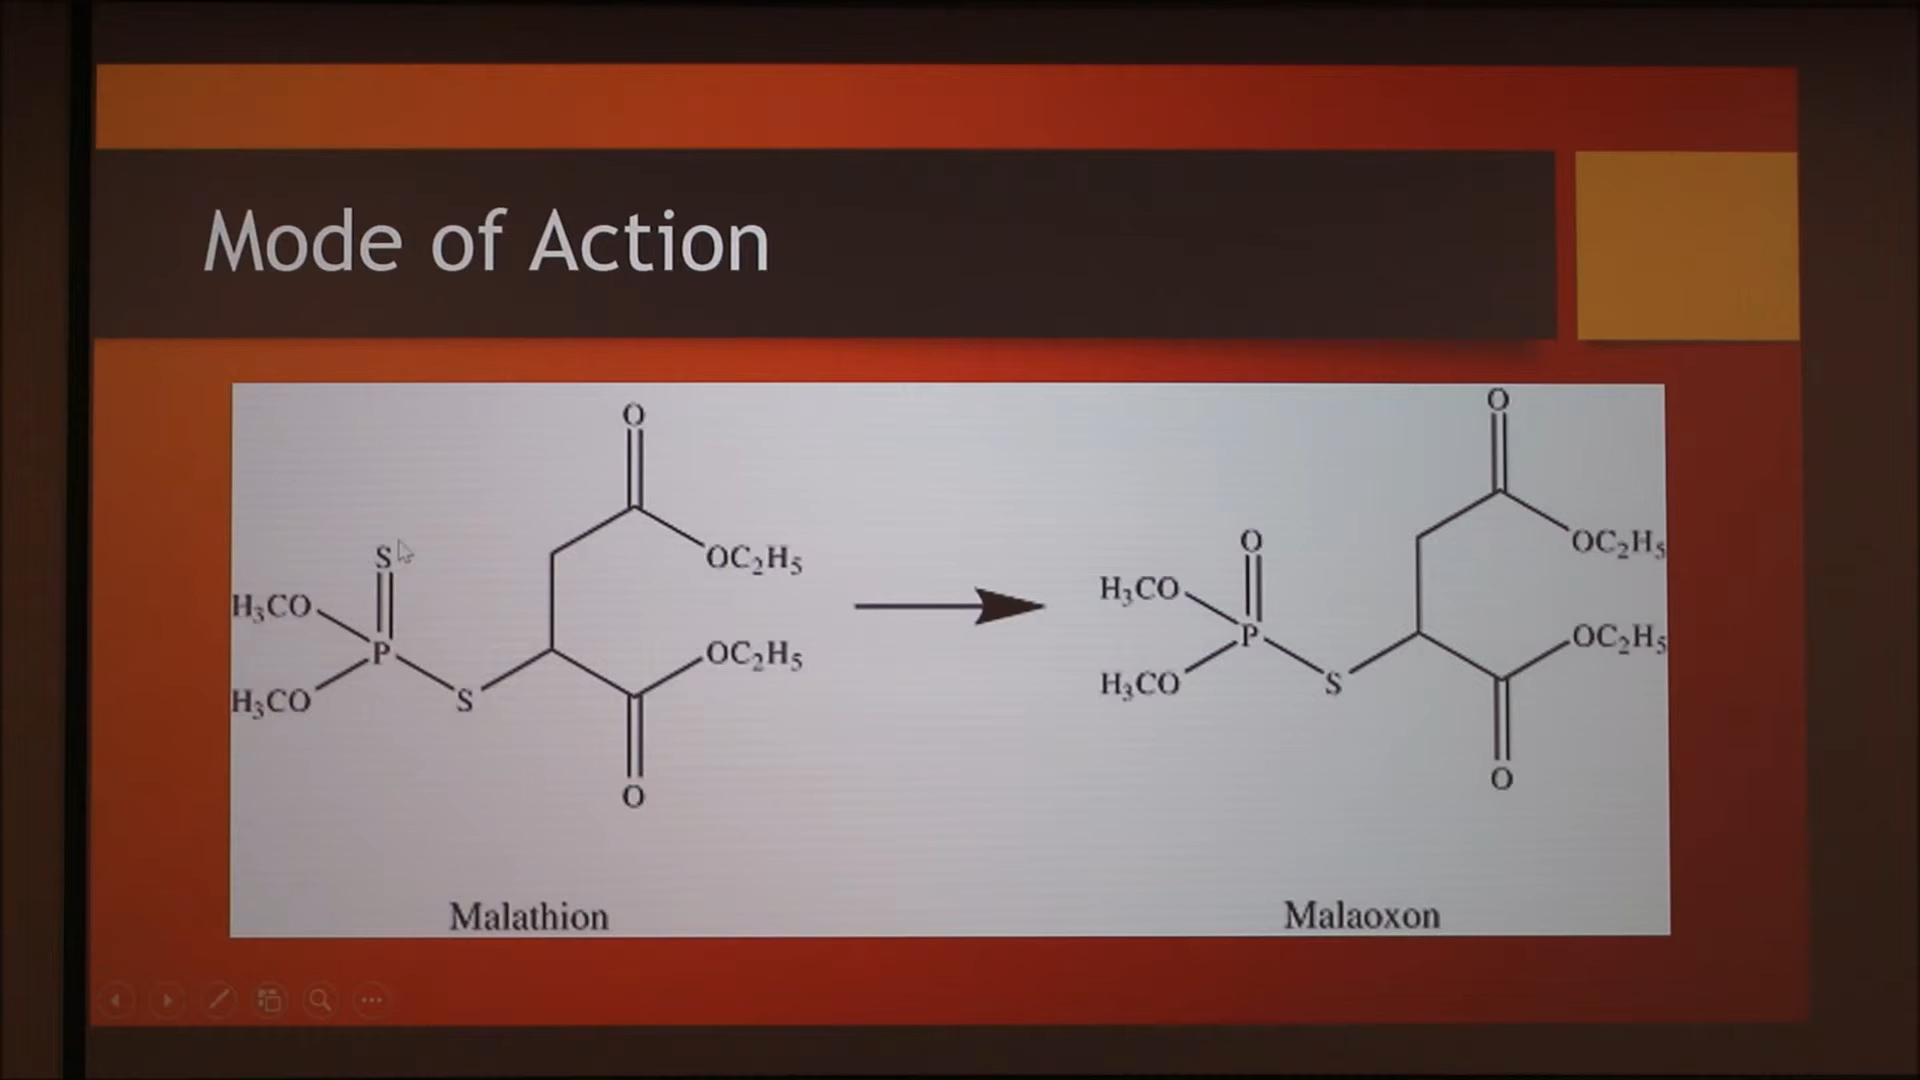 Mode of Action
O
S
OC₂H₅
H₃CO
P
OC₂H₅
H₃CO
S
O
Malathion
O
O
OC₂H₅
H₃CO
P
OC₂H₅
H₃CO
S
O
Malaoxon